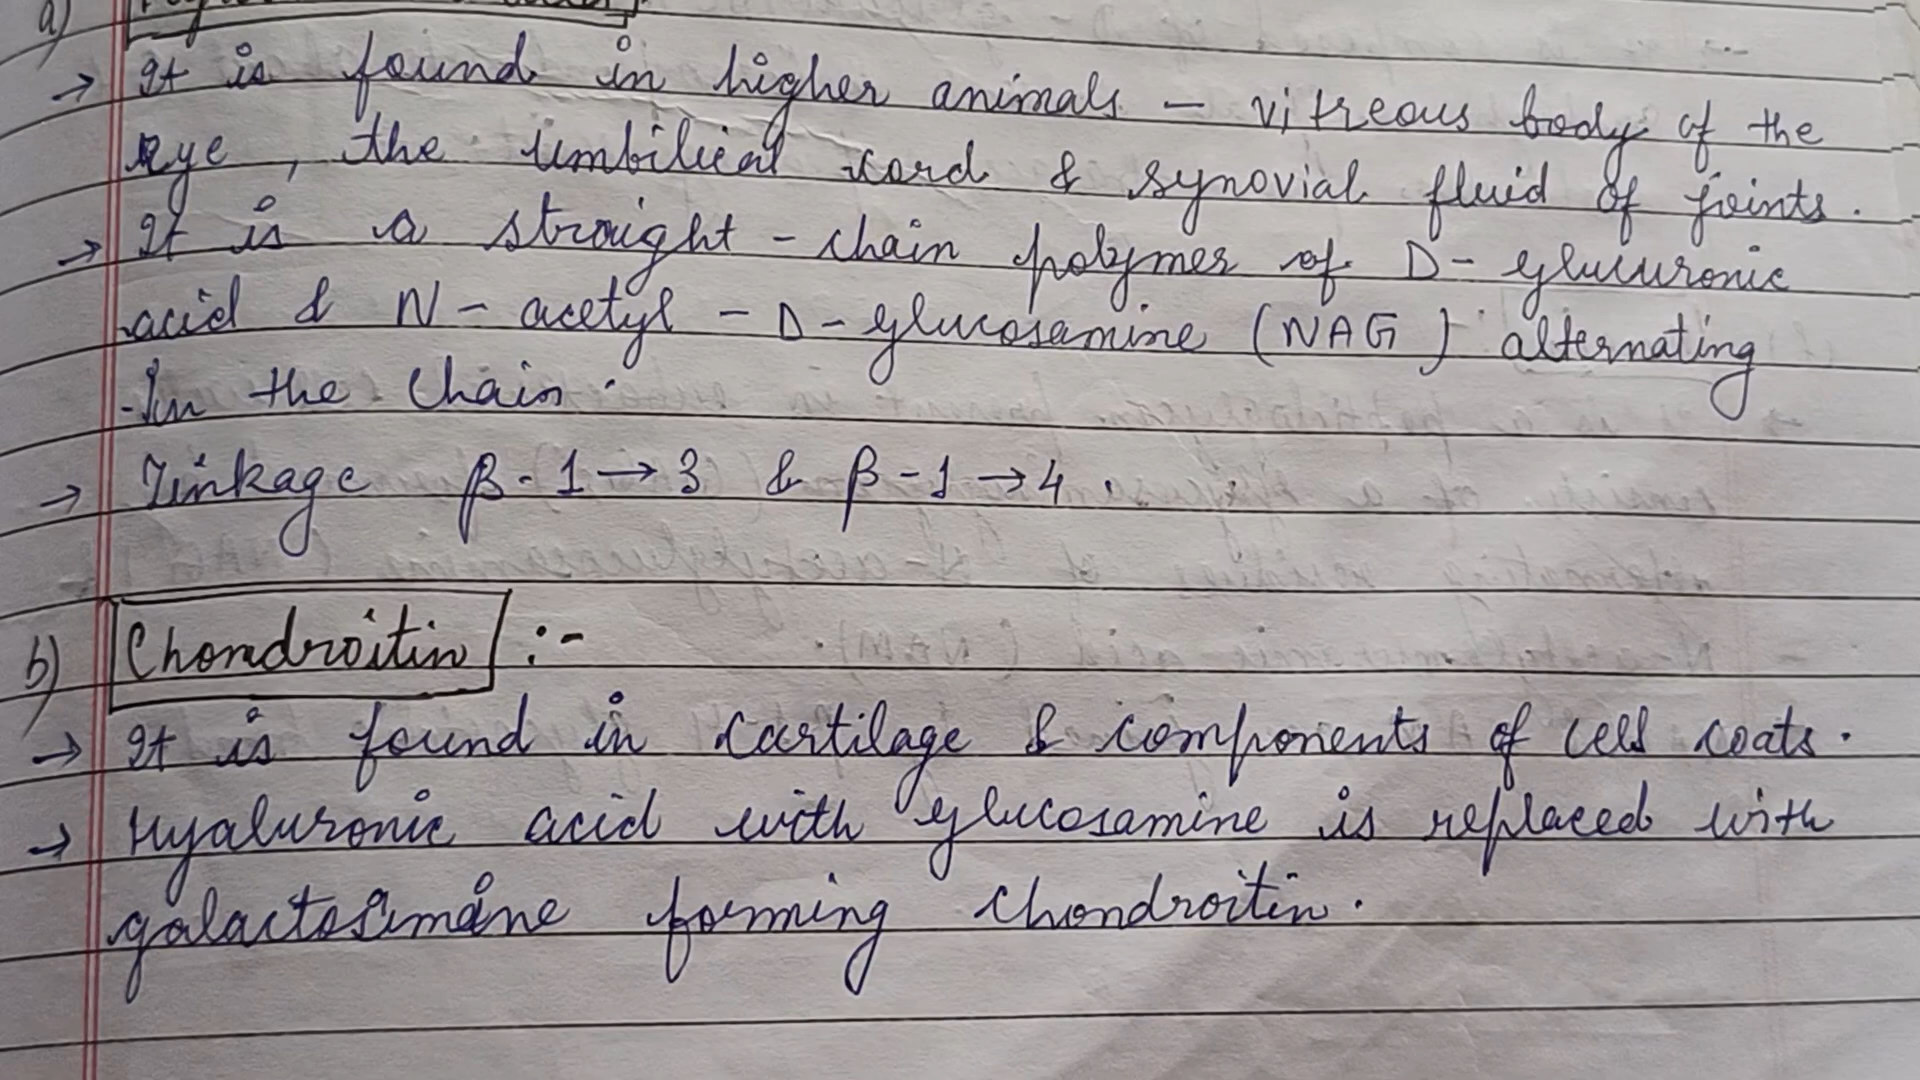 a)
→ It is found in higher animals – vitreous body of the
eye, the umbilical cord & synovial fluid of joints.
→ It is a straight-chain polymer of D-glucuronic
acid & N-acetyl-D-glucosamine (NAG) alternating
in the chain.
→ Linkage β-1→3 & β-1→4.
b) Chondroitin :-
→ It is found in cartilage & components of cell coats.
→ Hyaluronic acid with glucosamine is replaced with
galactosamine forming chondroitin.